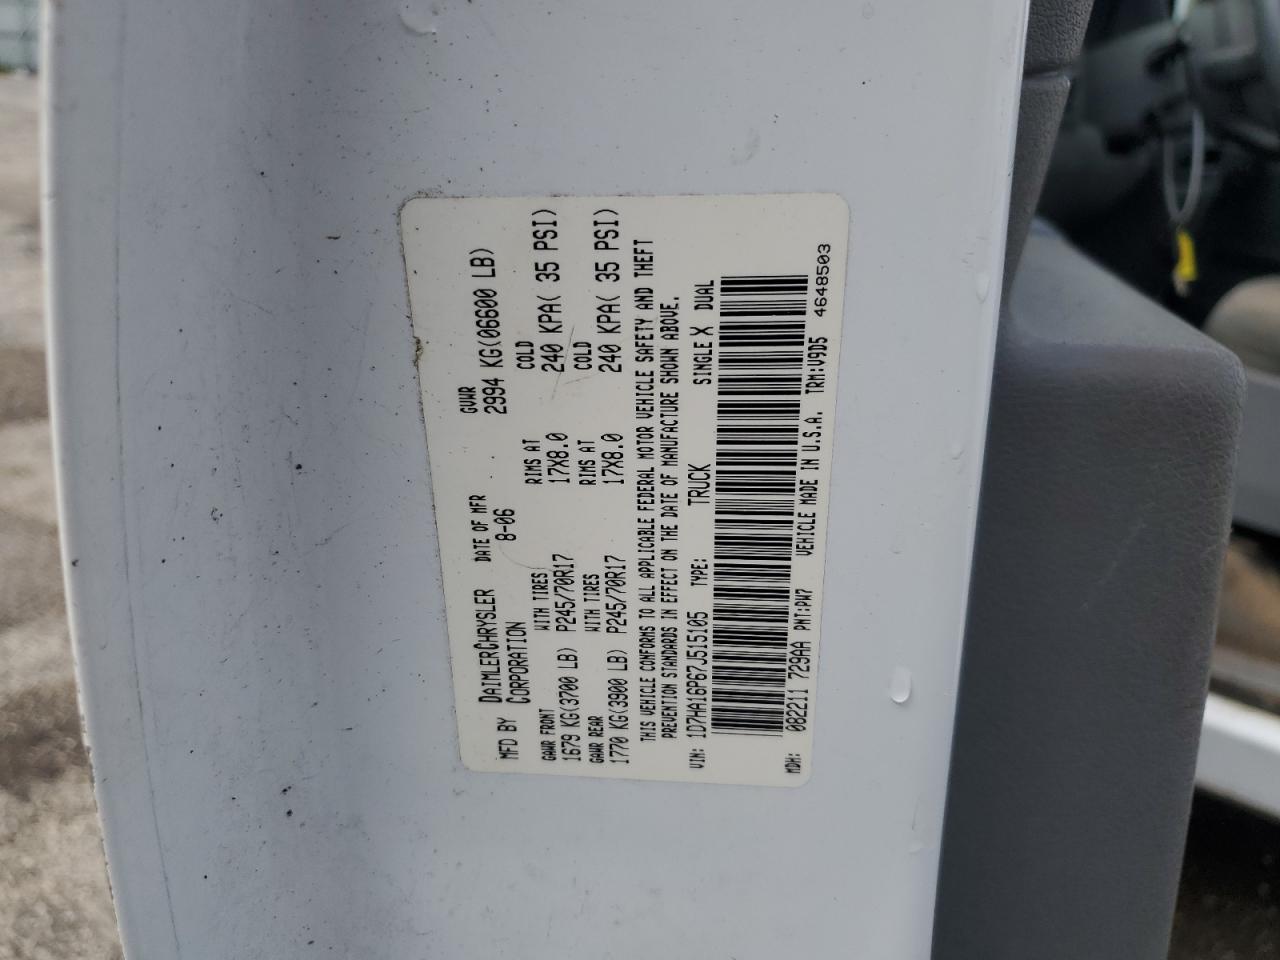 MFD BY DAIMLERCHRYSLER CORPORATION DATE OF MFR 8-06 GVWR 2994 KG(06600 LB)
GAWR FRONT WITH TIRES RIMS AT COLD
1679 KG(3700 LB) P245/70R17 17X8.0 240 KPA( 35 PSI)
GAWR REAR WITH TIRES RIMS AT COLD
1770 KG(3900 LB) P245/70R17 17X8.0 240 KPA( 35 PSI)
THIS VEHICLE CONFORMS TO ALL APPLICABLE FEDERAL MOTOR VEHICLE SAFETY AND THEFT
PREVENTION STANDARDS IN EFFECT ON THE DATE OF MANUFACTURE SHOWN ABOVE.
VIN: 1D7HA16P67J515105 TYPE: TRUCK SINGLE X DUAL
MDH: 082211 729AA PNT:PW7 VEHICLE MADE IN U.S.A. TRM:V9D5 4648503